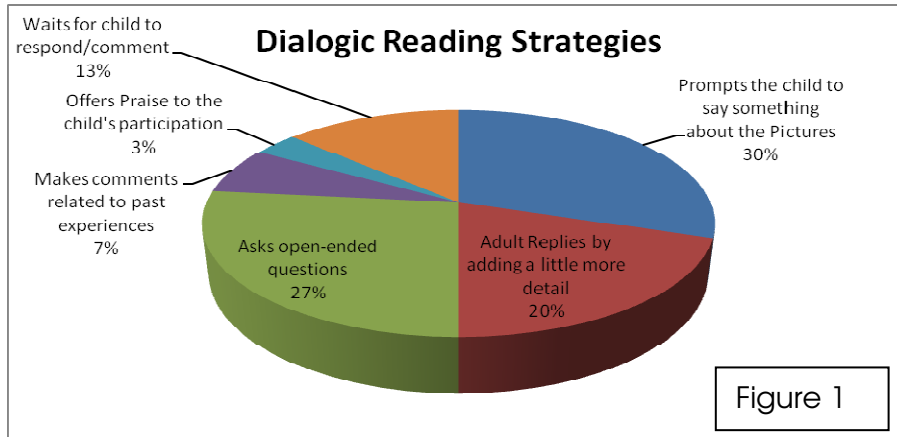 Dialogic Reading Strategies
Waits for child to
respond/comment
13%
Offers Praise to the
child's participation
3%
Makes comments
related to past
experiences
7%
Asks open-ended
questions
27%
Prompts the child to
say something
about the Pictures
30%
Adult Replies by
adding a little more
detail
20%
Figure 1